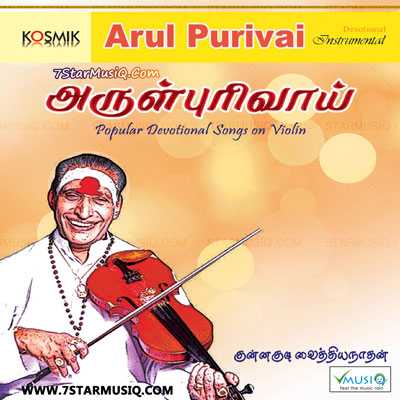 KOSMIK
Arul Purivai
Devotional
Instrumental
7StarMusiQ.Com
அருள்புரிவாய்
Popular Devotional Songs on Violin
குன்னகுடி வைத்தியநாதன்
VMUSIQ
feel the music raid
WWW.7STARMUSIQ.COM